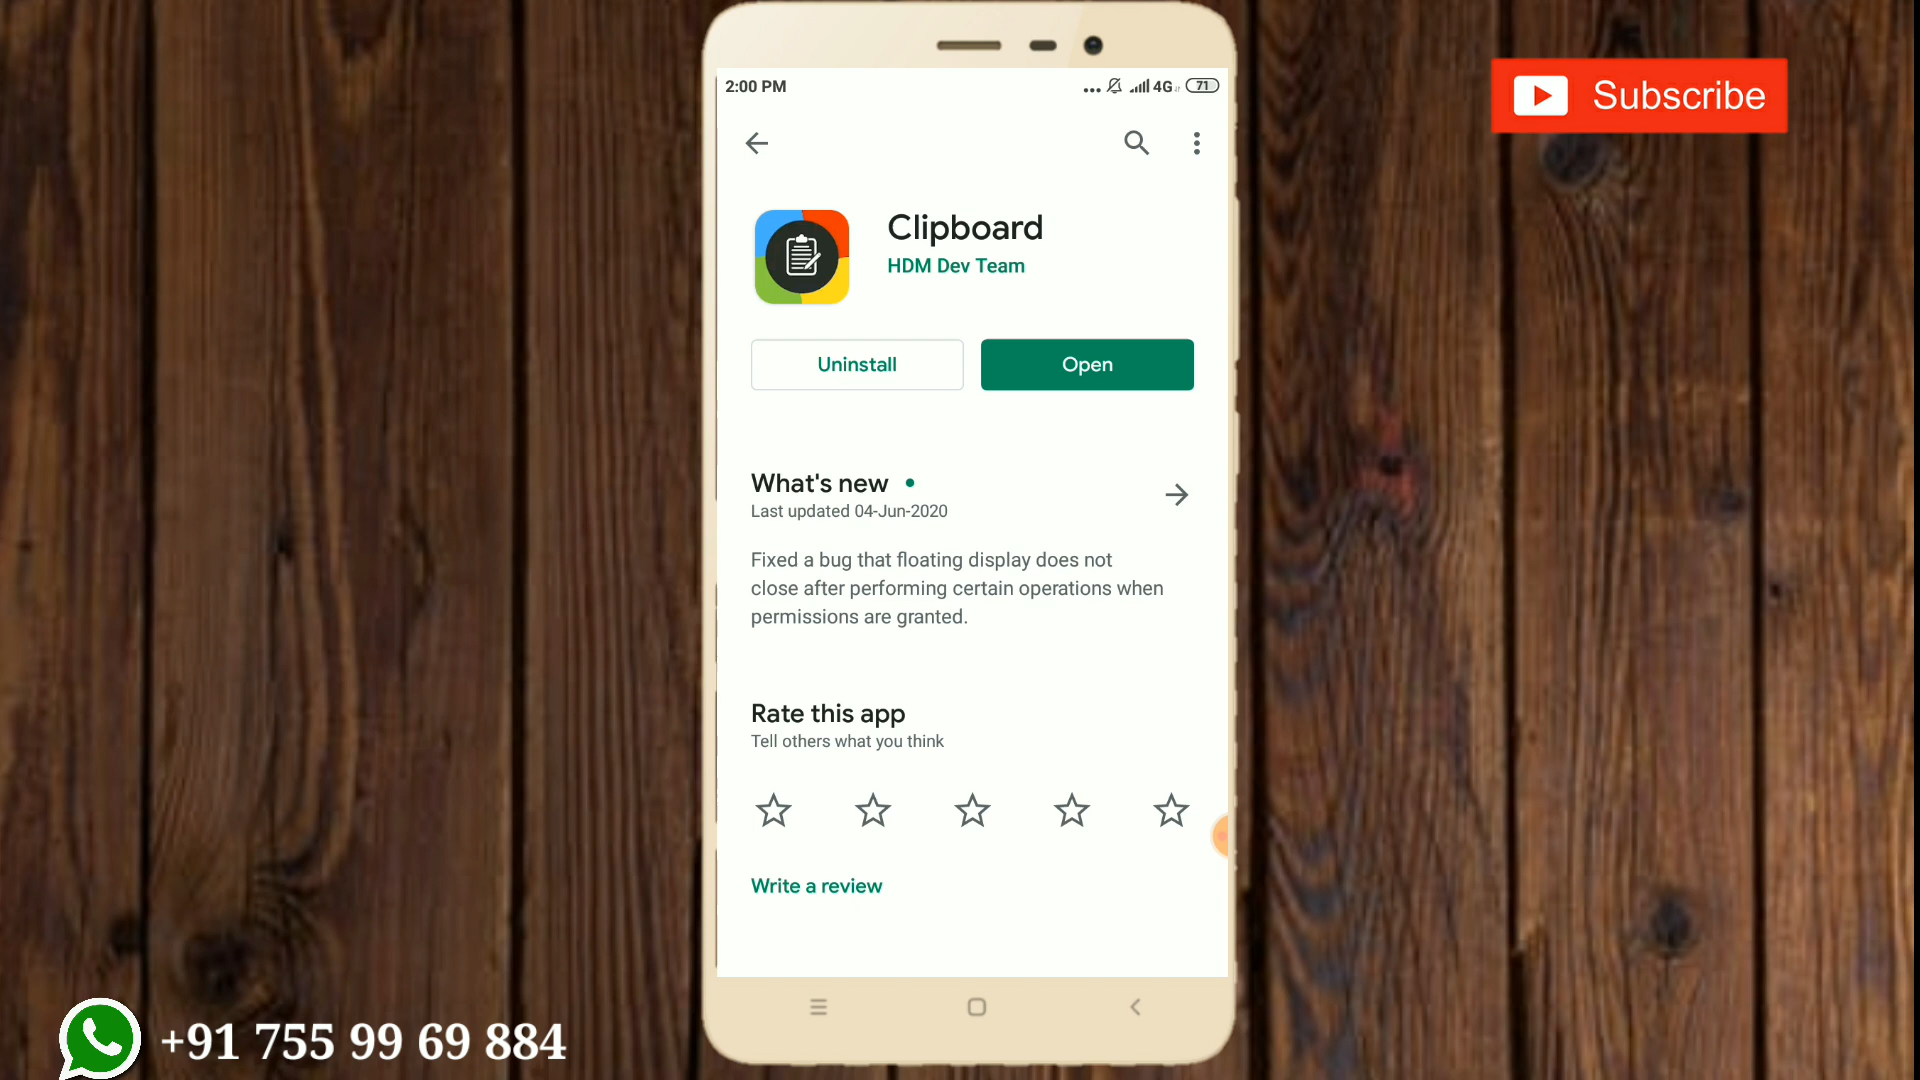 2:00 PM
4G 71
Subscribe
Clipboard
HDM Dev Team
Uninstall
Open
What's new
Last updated 04-Jun-2020
Fixed a bug that floating display does not
close after performing certain operations when
permissions are granted.
Rate this app
Tell others what you think
Write a review
+91 755 99 69 884